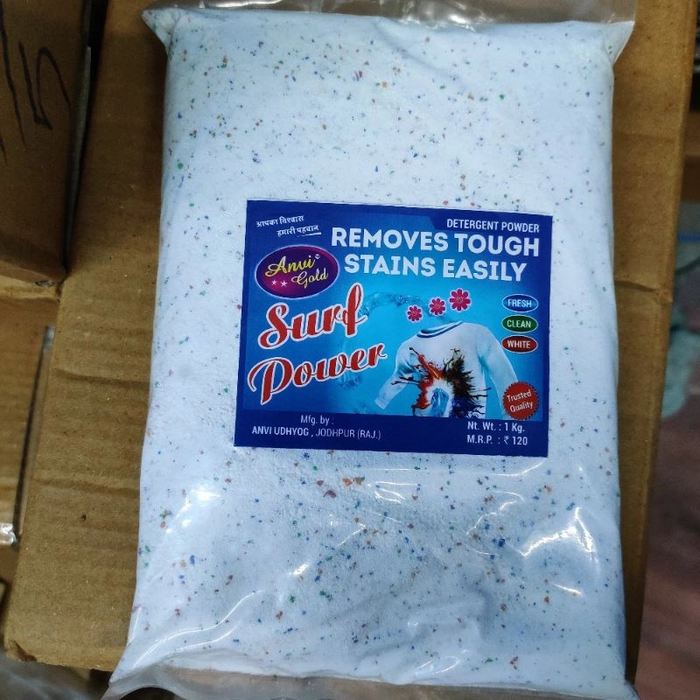 आपका विश्वास
हमारी पहचान
DETERGENT POWDER
REMOVES TOUGH
STAINS EASILY
Anvi
Gold
Surf
Power
FRESH
CLEAN
WHITE
Trusted
Quality
Mfg. by :
ANVI UDHYOG , JODHPUR (RAJ.)
Nt. Wt. : 1 Kg.
M.R.P. : ₹ 120